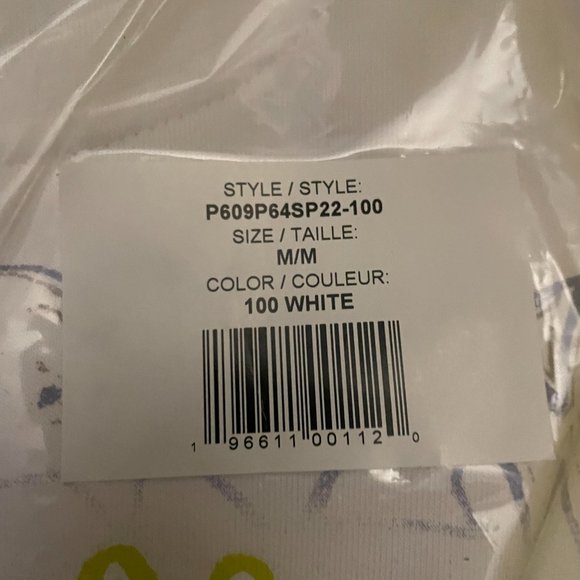 STYLE / STYLE:
P609P64SP22-100
SIZE / TAILLE:
M/M
COLOR / COULEUR:
100 WHITE
1 96611 00112 0